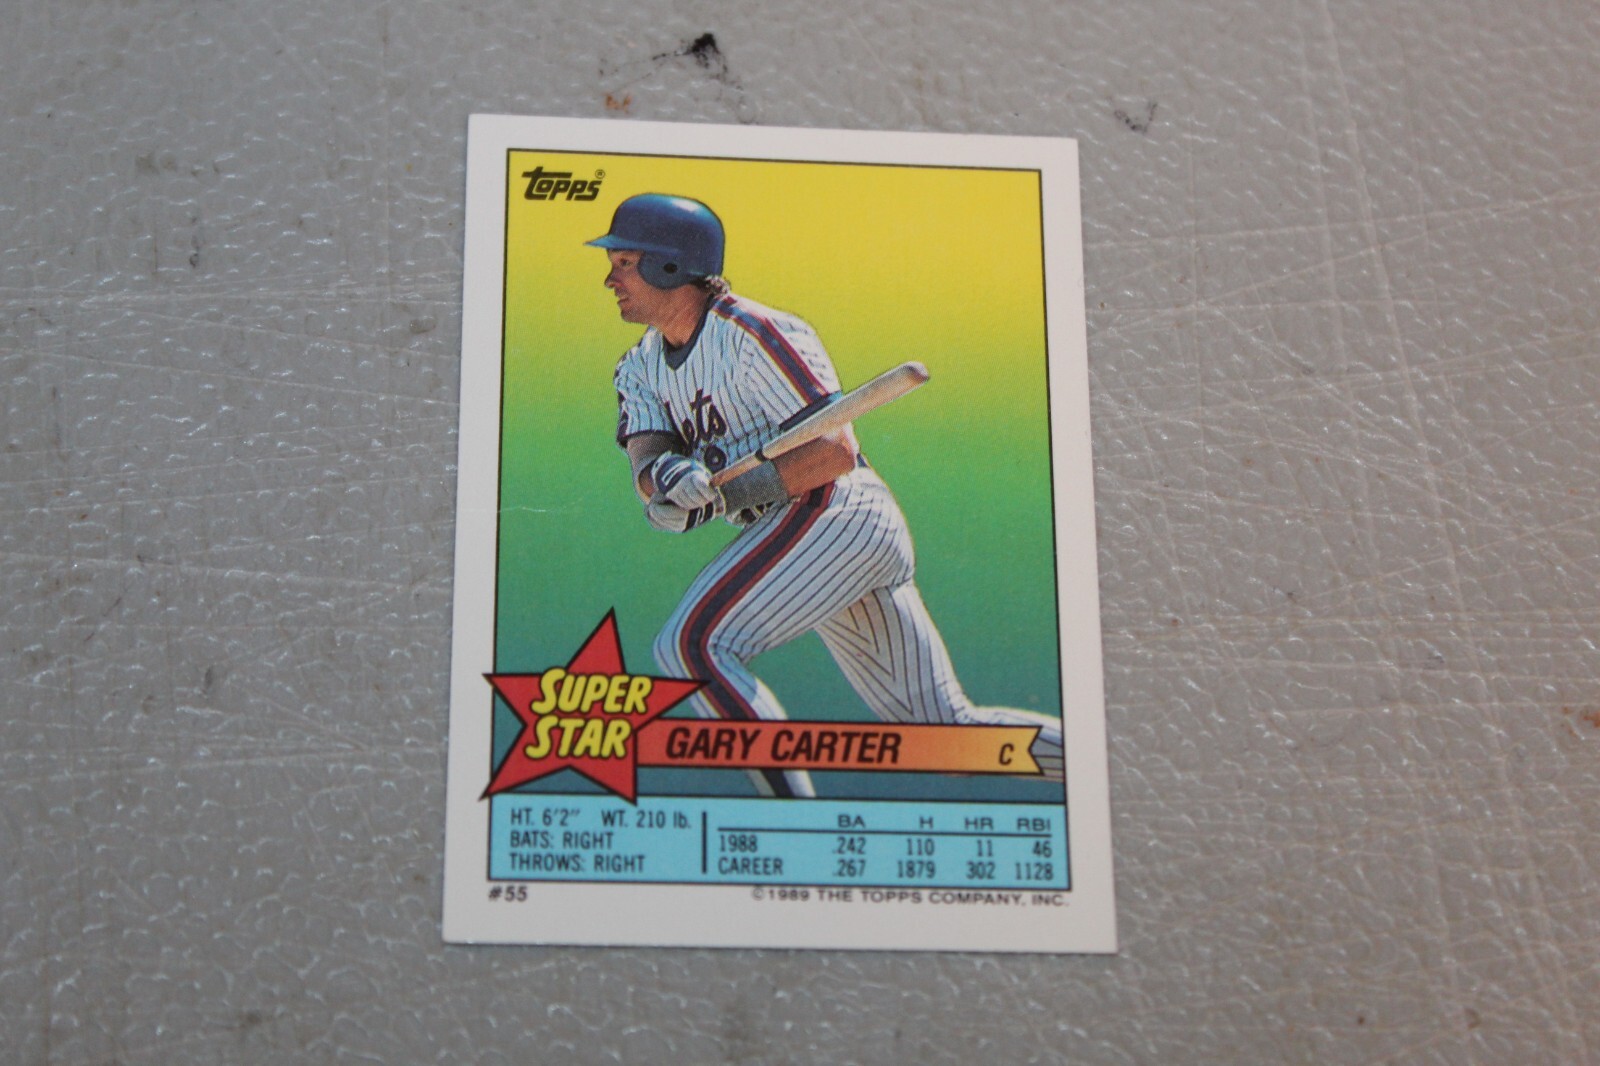 topps®
Mets
SUPER
STAR
GARY CARTER C
HT. 6'2" WT. 210 lb.
BATS: RIGHT
THROWS: RIGHT
BA H HR RBI
1988 .242 110 11 46
CAREER .267 1879 302 1128
#55
©1989 THE TOPPS COMPANY, INC.